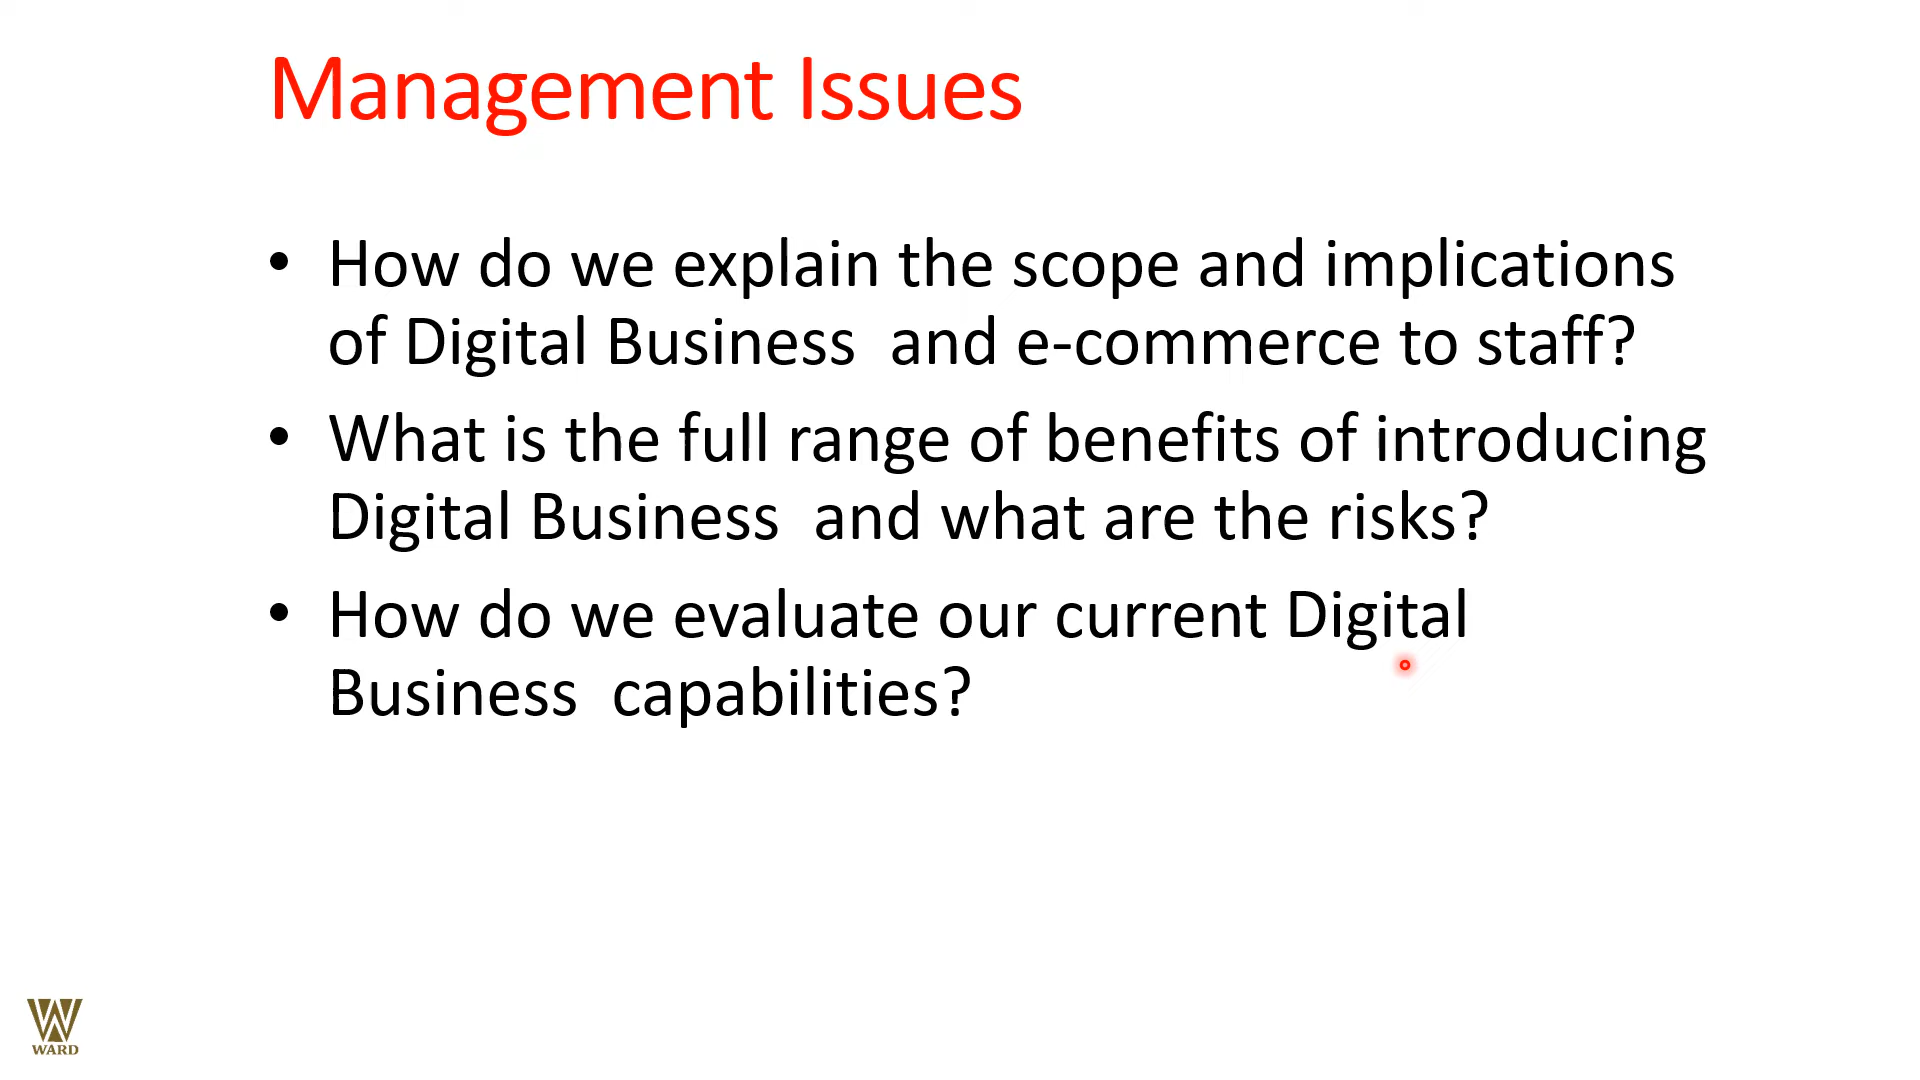 Management Issues
• How do we explain the scope and implications
of Digital Business  and e-commerce to staff?
• What is the full range of benefits of introducing
Digital Business  and what are the risks?
• How do we evaluate our current Digital
Business  capabilities?
WARD